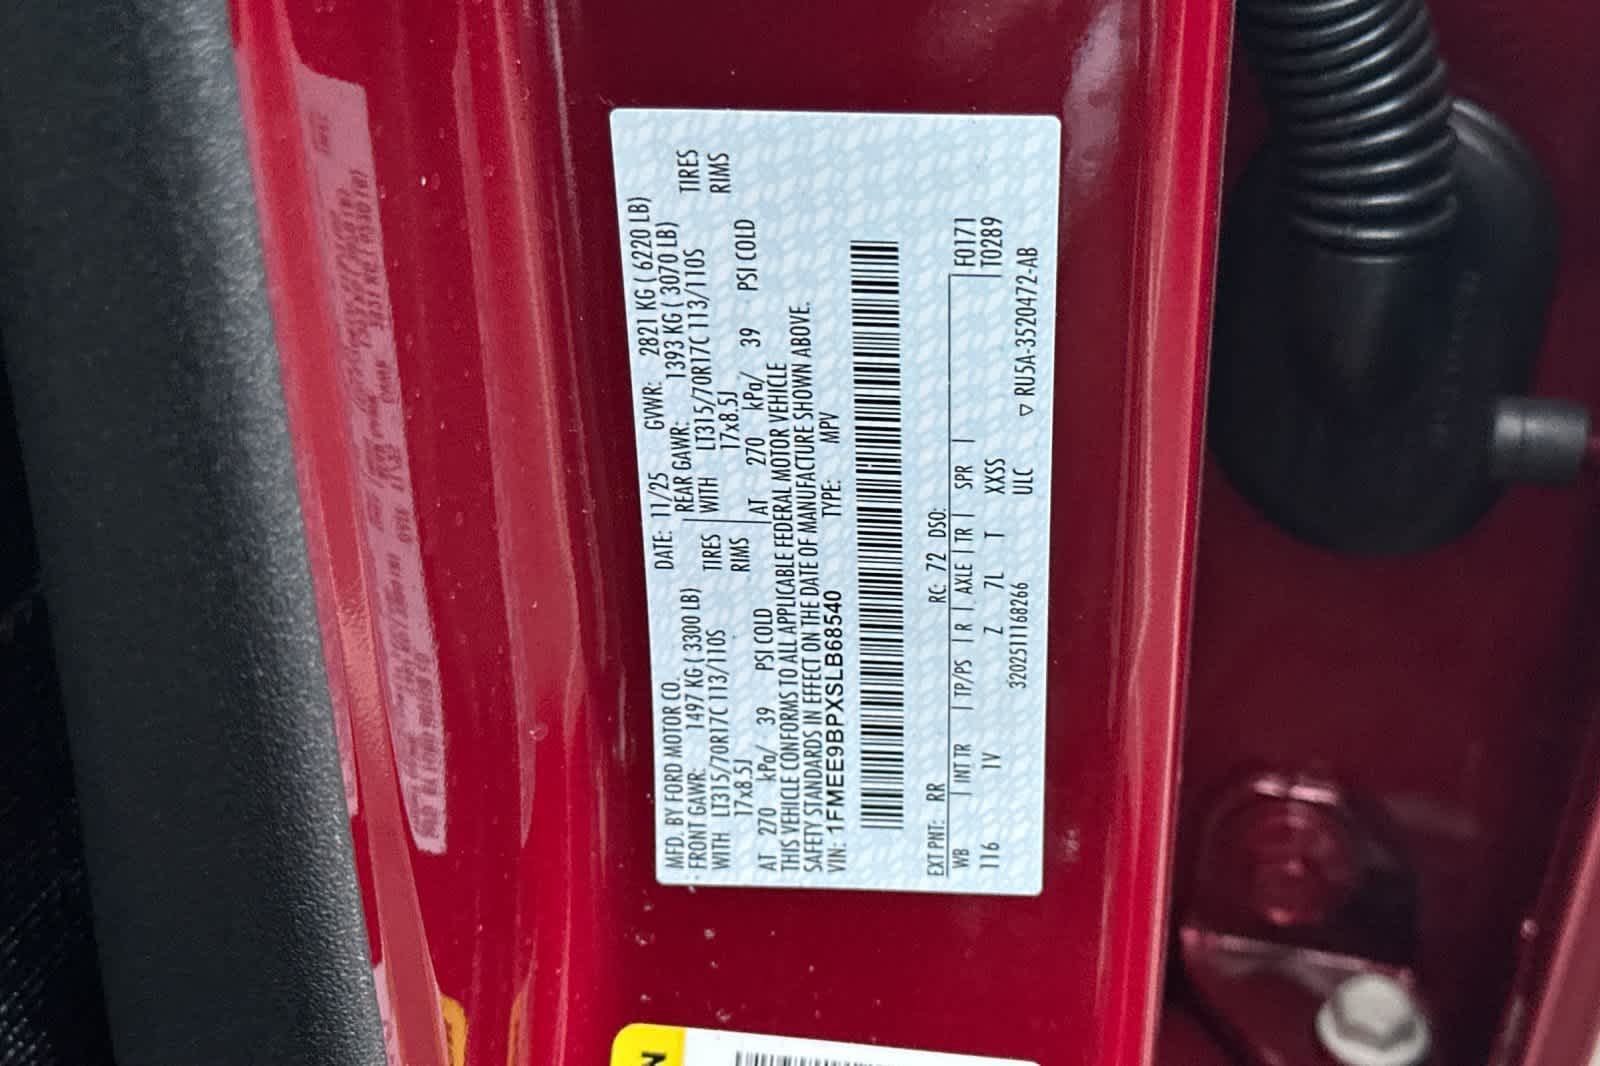 MFD. BY FORD MOTOR CO. DATE: 11/25 GVWR: 2821 KG ( 6220 LB)
FRONT GAWR: 1497 KG ( 3300 LB) REAR GAWR: 1393 KG ( 3070 LB)
WITH LT315/70R17C 113/110S TIRES WITH LT315/70R17C 113/110S TIRES
17x8.5J RIMS 17x8.5J RIMS
AT 270 kPa/ 39 PSI COLD AT 270 kPa/ 39 PSI COLD
THIS VEHICLE CONFORMS TO ALL APPLICABLE FEDERAL MOTOR VEHICLE
SAFETY STANDARDS IN EFFECT ON THE DATE OF MANUFACTURE SHOWN ABOVE.
VIN: 1FMEE9BPXSLB68540 TYPE: MPV
EXT PNT: RR RC: 72 DSO:
WB | INT TR | TP/PS | R | AXLE | TR | SPR | F0171
116 1V Z 7L T XXSS T0289
3202511168266 ULC ▽ RU5A-3520472-AB
N